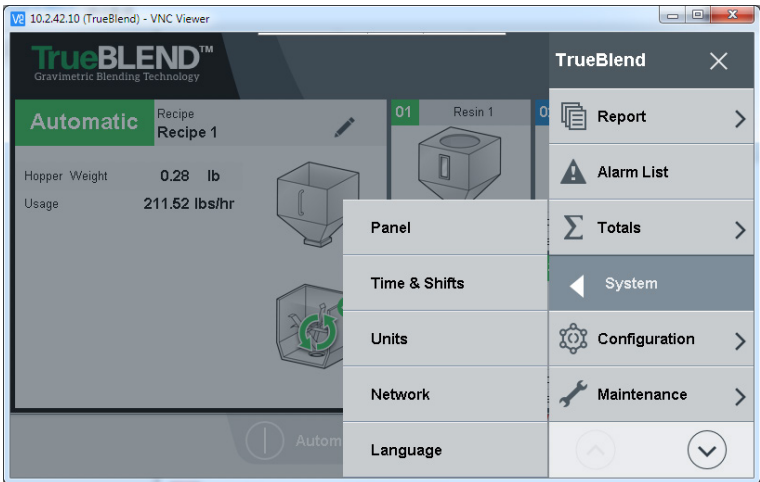 10.2.42.10 (TrueBlend) - VNC Viewer
TrueBLEND™
Gravimetric Blending Technology
Automatic
Recipe
Recipe 1
Hopper Weight 0.28 lb
Usage 211.52 lbs/hr
01 Resin 1
TrueBlend
Report
Alarm List
Totals
System
Configuration
Maintenance
Panel
Time & Shifts
Units
Network
Language